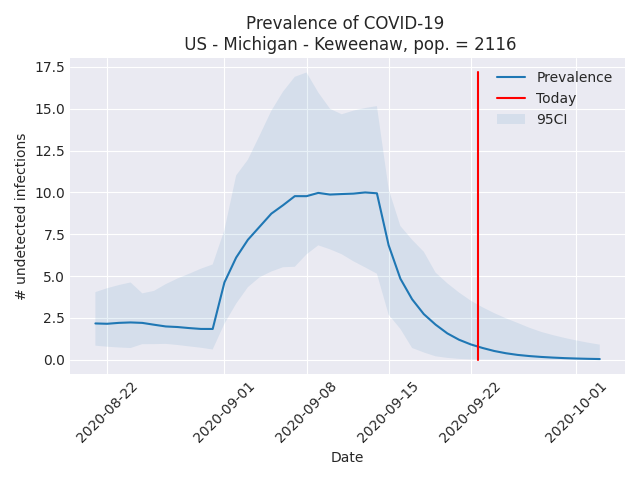 Prevalence of COVID-19
US - Michigan - Keweenaw, pop. = 2116
17.5
15.0
12.5
10.0
7.5
5.0
2.5
0.0
# undetected infections
Prevalence
Today
95CI
2020-08-22
2020-09-01
2020-09-08
2020-09-15
2020-09-22
2020-10-01
Date